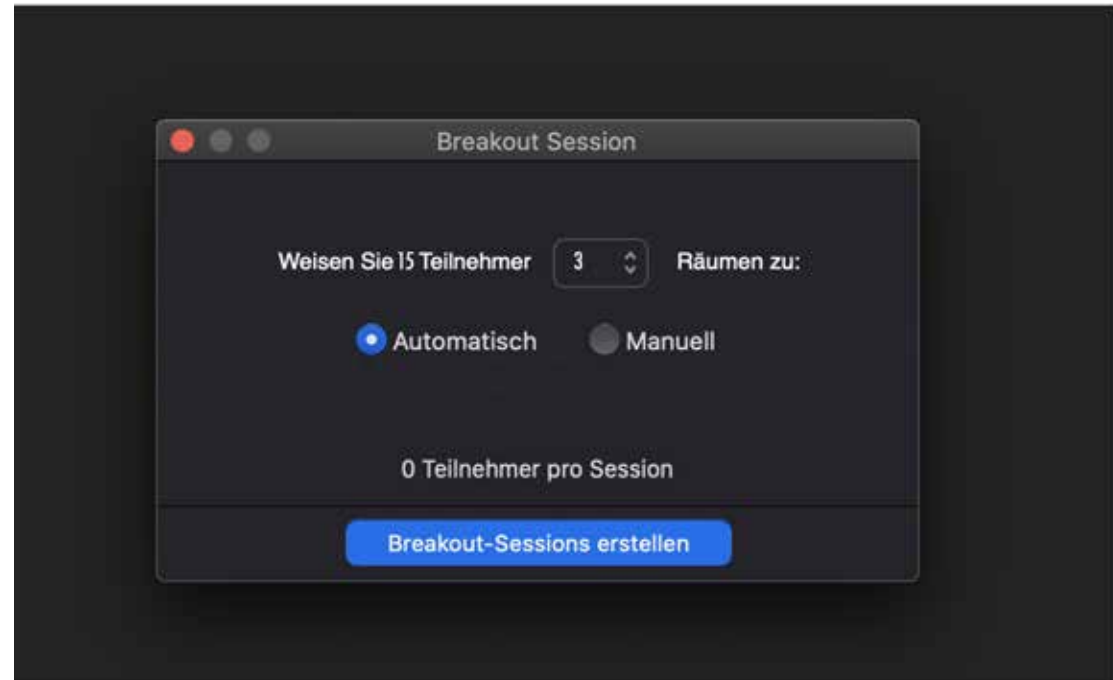 Breakout Session
Weisen Sie 15 Teilnehmer 3 Räumen zu:
Automatisch Manuell
0 Teilnehmer pro Session
Breakout-Sessions erstellen